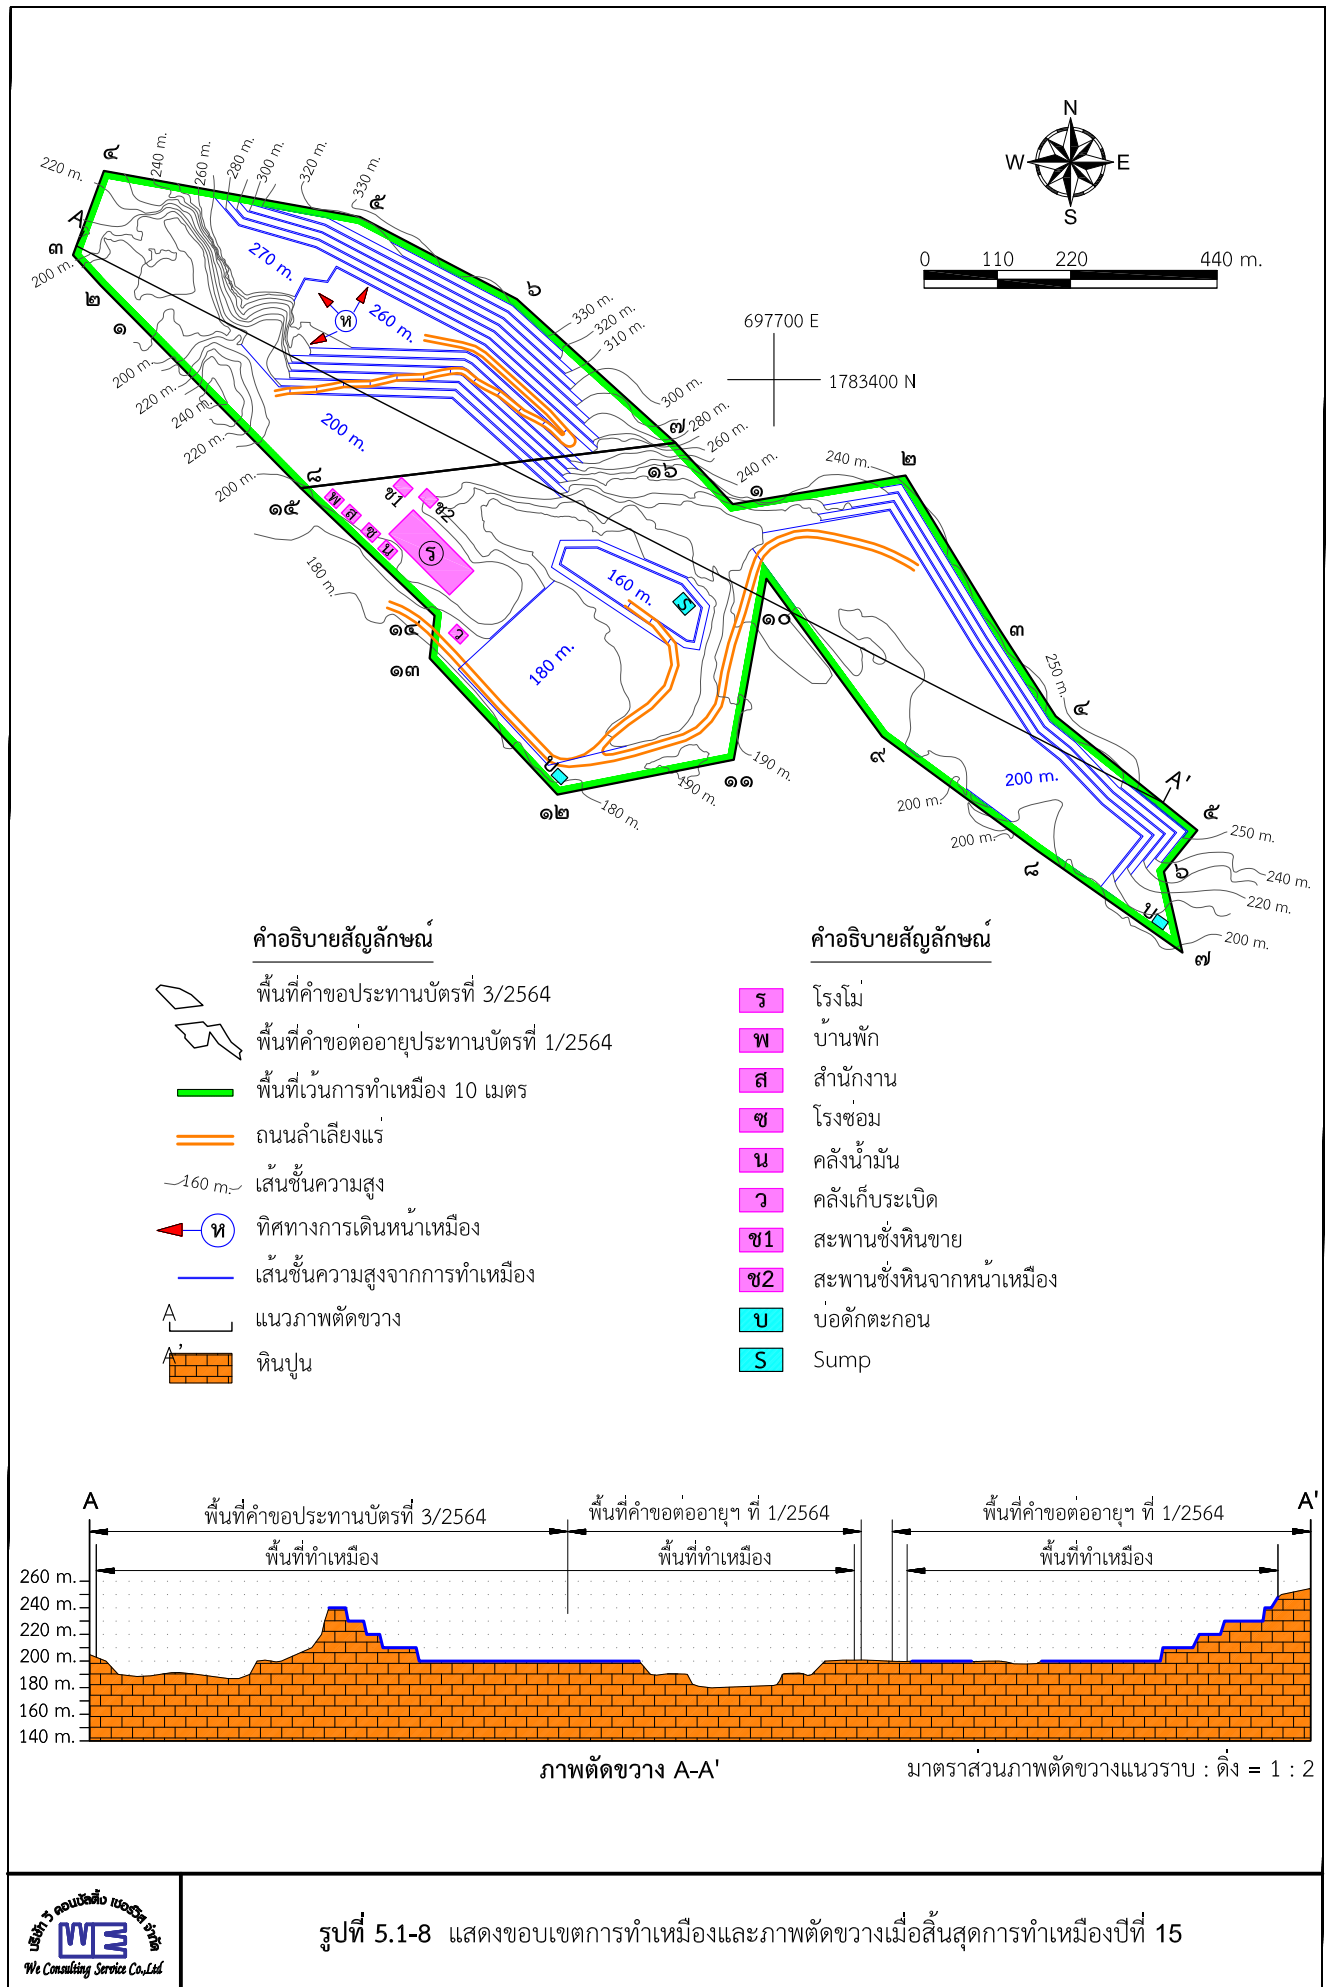 N
W E
S
0 110 220 440 m.
697700 E
1783400 N
220 m.
240 m.
260 m.
280 m.
300 m.
320 m.
330 m.
๔
๕
A
๓
200 m.
๒
๑
270 m.
ห
260 m.
๖
330 m.
320 m.
310 m.
200 m.
220 m.
240 m.
220 m.
200 m.
200 m.
300 m.
280 m.
260 m.
๗
๑๖
240 m.
๑
240 m.
๒
๘
๑๕
พ
ส
ซ
น
ช1
ช2
ร
ว
180 m.
๑๔
๑๓
160 m.
S
180 m.
๑๐
๓
250 m.
๔
๙
190 m.
190 m.
๑๑
บ
๑๒
180 m.
200 m.
A'
๕
250 m.
200 m.
200 m.
๖
240 m.
220 m.
๘
บ
200 m.
๗
คำอธิบายสัญลักษณ์
พื้นที่คำขอประทานบัตรที่ 3/2564
พื้นที่คำขอต่ออายุประทานบัตรที่ 1/2564
พื้นที่เว้นการทำเหมือง 10 เมตร
ถนนลำเลียงแร่
160 m. เส้นชั้นความสูง
ห ทิศทางการเดินหน้าเหมือง
เส้นชั้นความสูงจากการทำเหมือง
A A' แนวภาพตัดขวาง
หินปูน
คำอธิบายสัญลักษณ์
ร โรงโม่
พ บ้านพัก
ส สำนักงาน
ซ โรงซ่อม
น คลังน้ำมัน
ว คลังเก็บระเบิด
ช1 สะพานชั่งหินขาย
ช2 สะพานชั่งหินจากหน้าเหมือง
บ บ่อดักตะกอน
S Sump
A A'
พื้นที่คำขอประทานบัตรที่ 3/2564 พื้นที่คำขอต่ออายุฯ ที่ 1/2564 พื้นที่คำขอต่ออายุฯ ที่ 1/2564
พื้นที่ทำเหมือง พื้นที่ทำเหมือง พื้นที่ทำเหมือง
260 m.
240 m.
220 m.
200 m.
180 m.
160 m.
140 m.
ภาพตัดขวาง A-A'
มาตราส่วนภาพตัดขวางแนวราบ : ดิ่ง = 1 : 2
บริษัท วี คอนซัลติ้ง เซอร์วิส จำกัด
WE
We Consulting Service Co.,Ltd
รูปที่ 5.1-8 แสดงขอบเขตการทำเหมืองและภาพตัดขวางเมื่อสิ้นสุดการทำเหมืองปีที่ 15